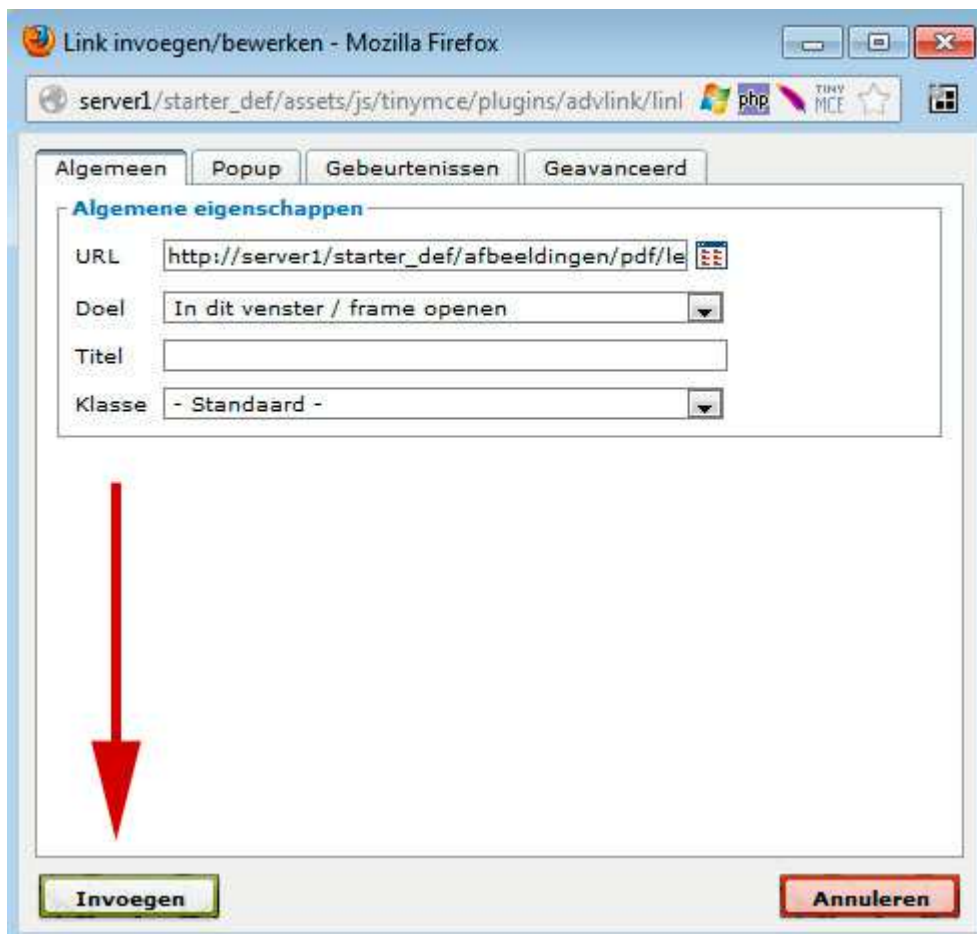 Link invoegen/bewerken - Mozilla Firefox
server1/starter_def/assets/js/tinymce/plugins/advlink/linl php TINY MCE
Algemeen Popup Gebeurtenissen Geavanceerd
Algemene eigenschappen
URL http://server1/starter_def/afbeeldingen/pdf/le
Doel In dit venster / frame openen
Titel
Klasse - Standaard -
Invoegen Annuleren